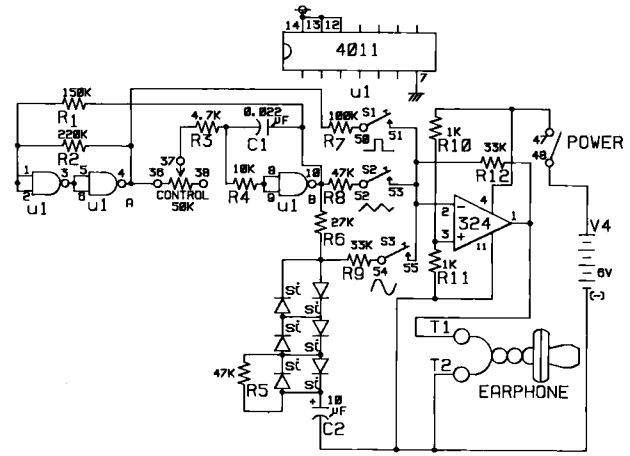 14 13 12
4011
7
u1
150K
R1
220K
R2
1
2
3
u1
5
6
4
u1
A
36
37
38
CONTROL
50K
4.7K
R3
0.022
µF
C1
10K
R4
8
9
10
u1
B
100K
R7
S1
50
51
47K
R8
S2
52
53
27K
R6
33K
R9
S3
54
55
Si
Si
Si
Si
Si
Si
47K
R5
+
10
µF
C2
1K
R10
33K
R12
2
3
-
+
324
4
11
1
1K
R11
47
48
POWER
V4
6V
(-)
T1
T2
EARPHONE